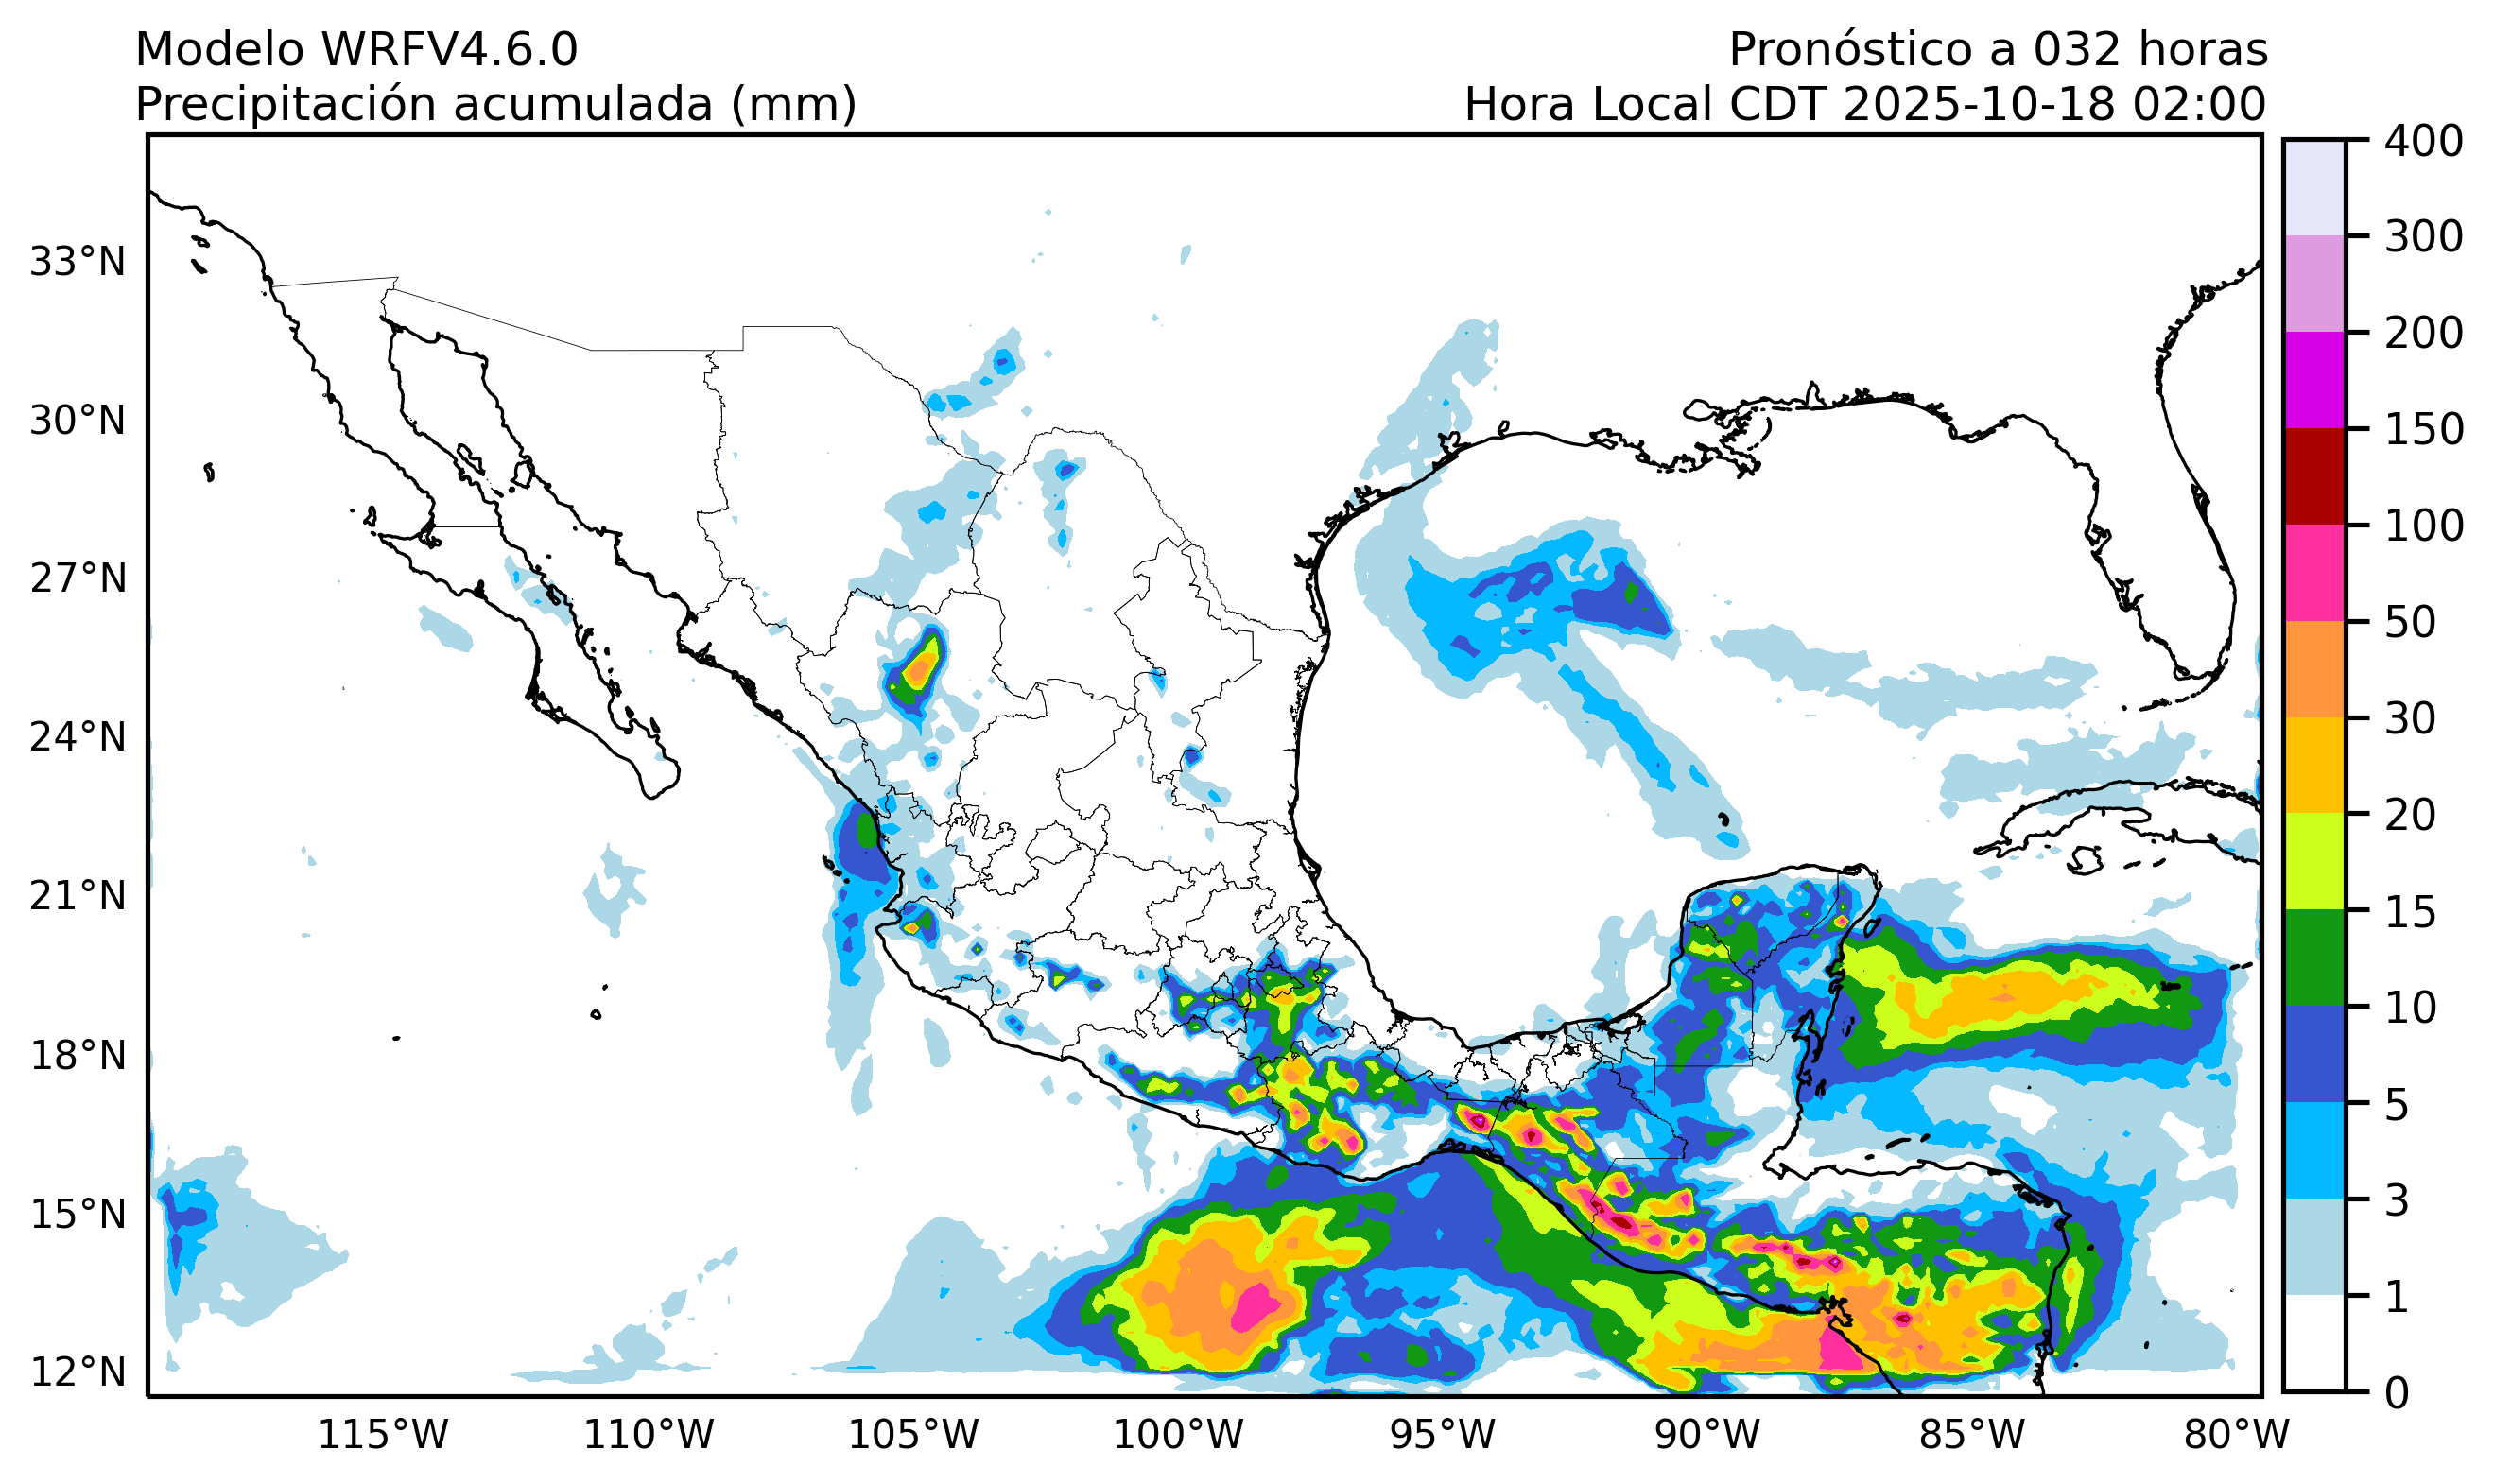 Modelo WRFV4.6.0
Pronóstico a 032 horas
Precipitación acumulada (mm)
Hora Local CDT 2025-10-18 02:00
400
300
200
150
100
50
30
20
15
10
5
3
1
0
33°N
30°N
27°N
24°N
21°N
18°N
15°N
12°N
115°W
110°W
105°W
100°W
95°W
90°W
85°W
80°W